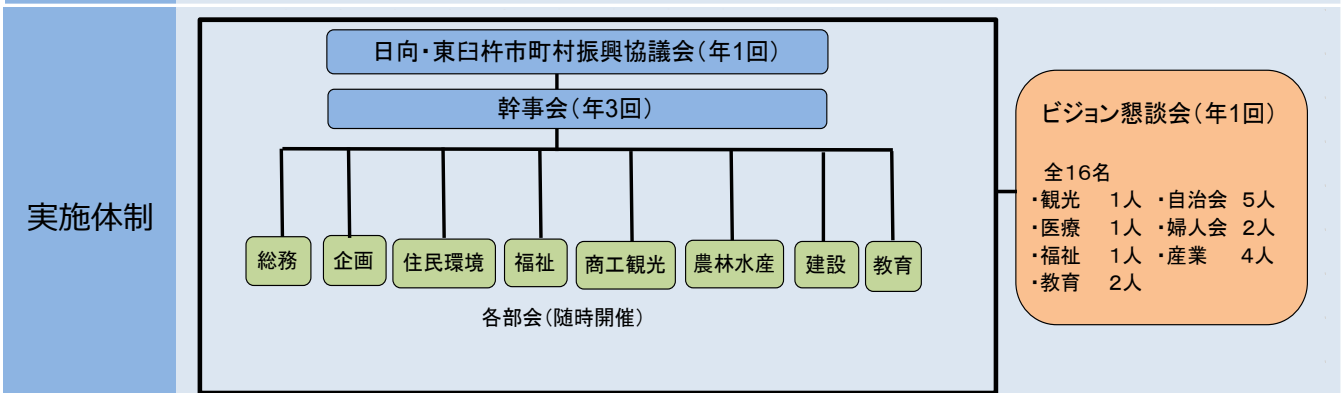 実施体制
日向・東臼杵市町村振興協議会(年1回)
幹事会(年3回)
総務
企画
住民環境
福祉
商工観光
農林水産
建設
教育
各部会(随時開催)
ビジョン懇談会(年1回)
全16名
・観光 1人 ・自治会 5人
・医療 1人 ・婦人会 2人
・福祉 1人 ・産業 4人
・教育 2人